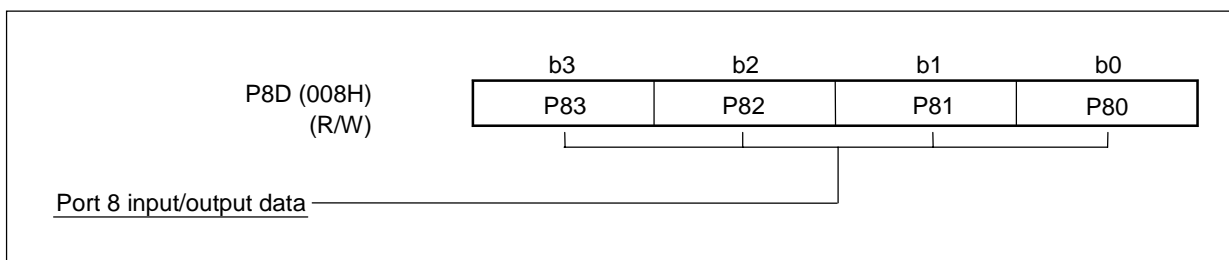 b3 b2 b1 b0
P8D (008H) P83 P82 P81 P80
(R/W)
Port 8 input/output data